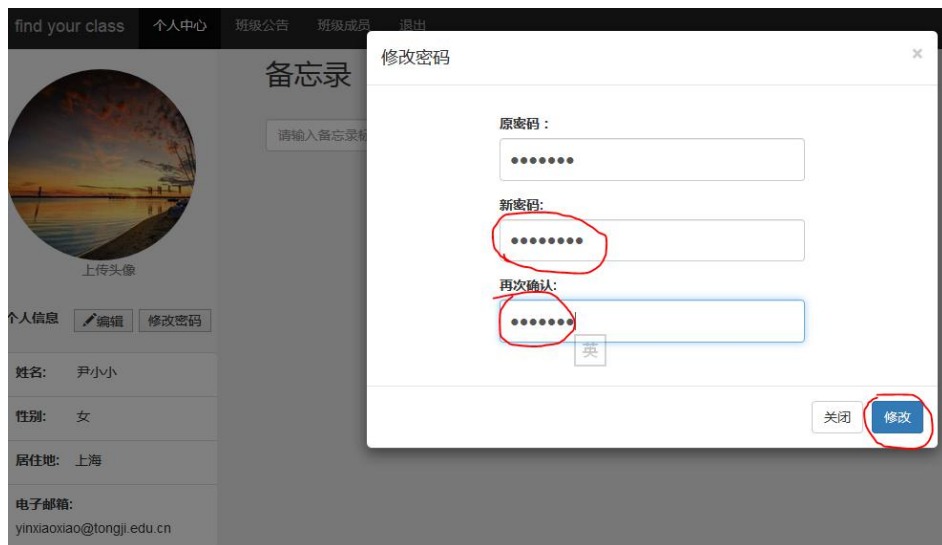 find your class 个人中心 班级公告 班级成员 退出
修改密码 ×
备忘录
原密码：
•••••••
请输入备忘录标
新密码:
••••••••
上传头像
再次确认:
•••••••
英
个人信息 编辑 修改密码
姓名: 尹小小
性别: 女
关闭 修改
居住地: 上海
电子邮箱:
yinxiaoxiao@tongji.edu.cn